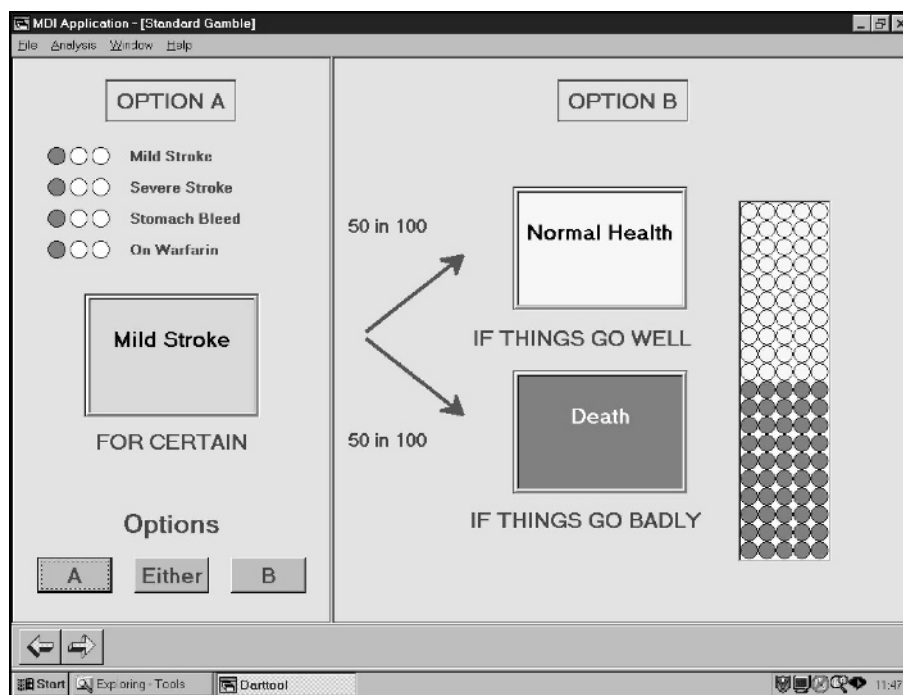 MDI Application - [Standard Gamble]
File Analysis Window Help
OPTION A
Mild Stroke
Severe Stroke
Stomach Bleed
On Warfarin
Mild Stroke
FOR CERTAIN
Options
A Either B
OPTION B
50 in 100
Normal Health
IF THINGS GO WELL
Death
50 in 100
IF THINGS GO BADLY
Start Exploring - Tools Darttool 11:47